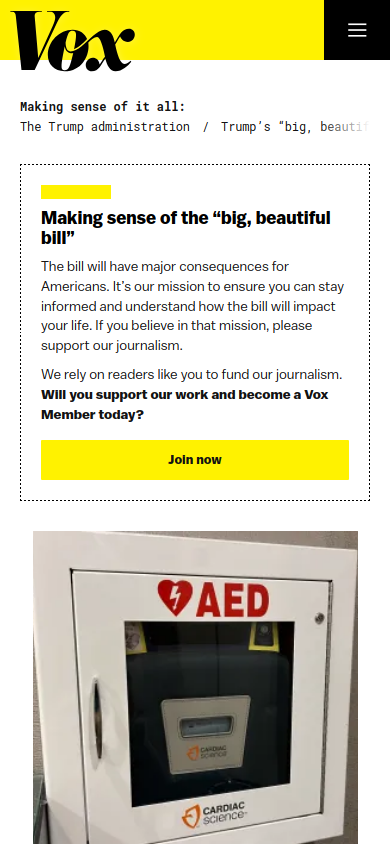 Vox
Making sense of it all:
The Trump administration / Trump’s “big, beautif
Making sense of the “big, beautiful
bill”
The bill will have major consequences for
Americans. It’s our mission to ensure you can stay
informed and understand how the bill will impact
your life. If you believe in that mission, please
support our journalism.
We rely on readers like you to fund our journalism.
Will you support our work and become a Vox
Member today?
Join now
AED
CARDIAC
science
CARDIAC
science